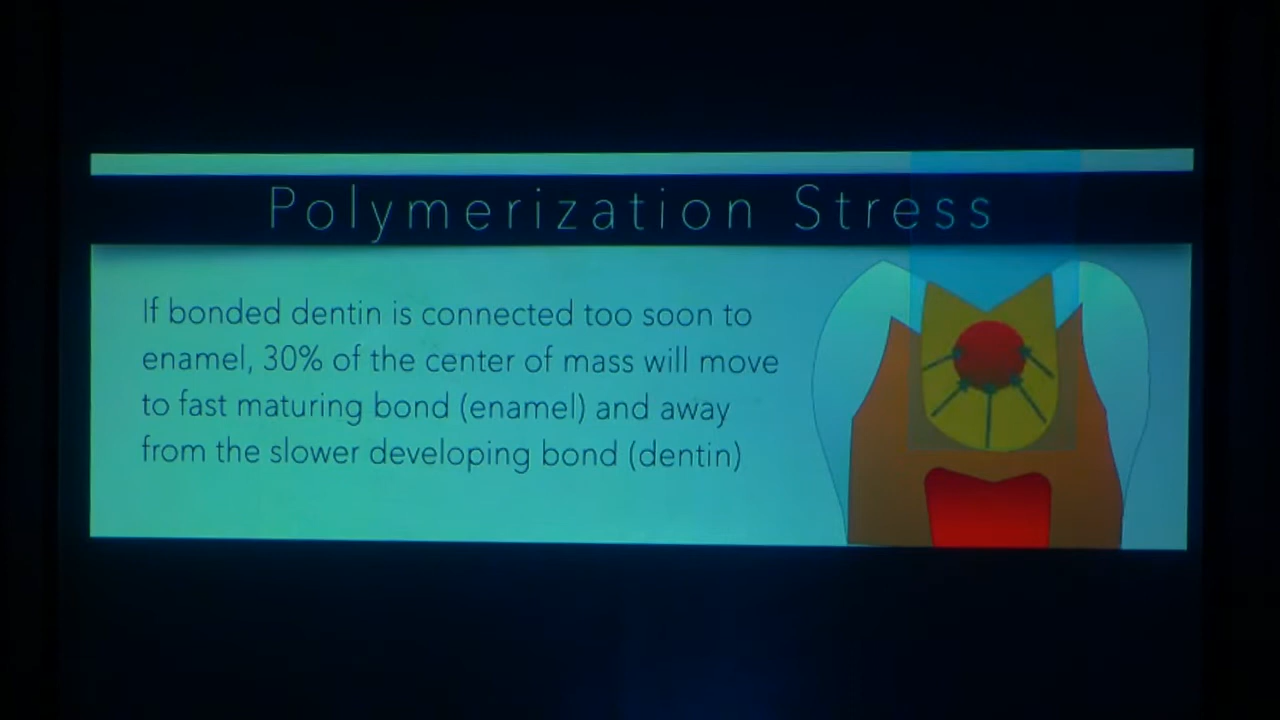 Polymerization Stress
If bonded dentin is connected too soon to
enamel, 30% of the center of mass will move
to fast maturing bond (enamel) and away
from the slower developing bond (dentin)